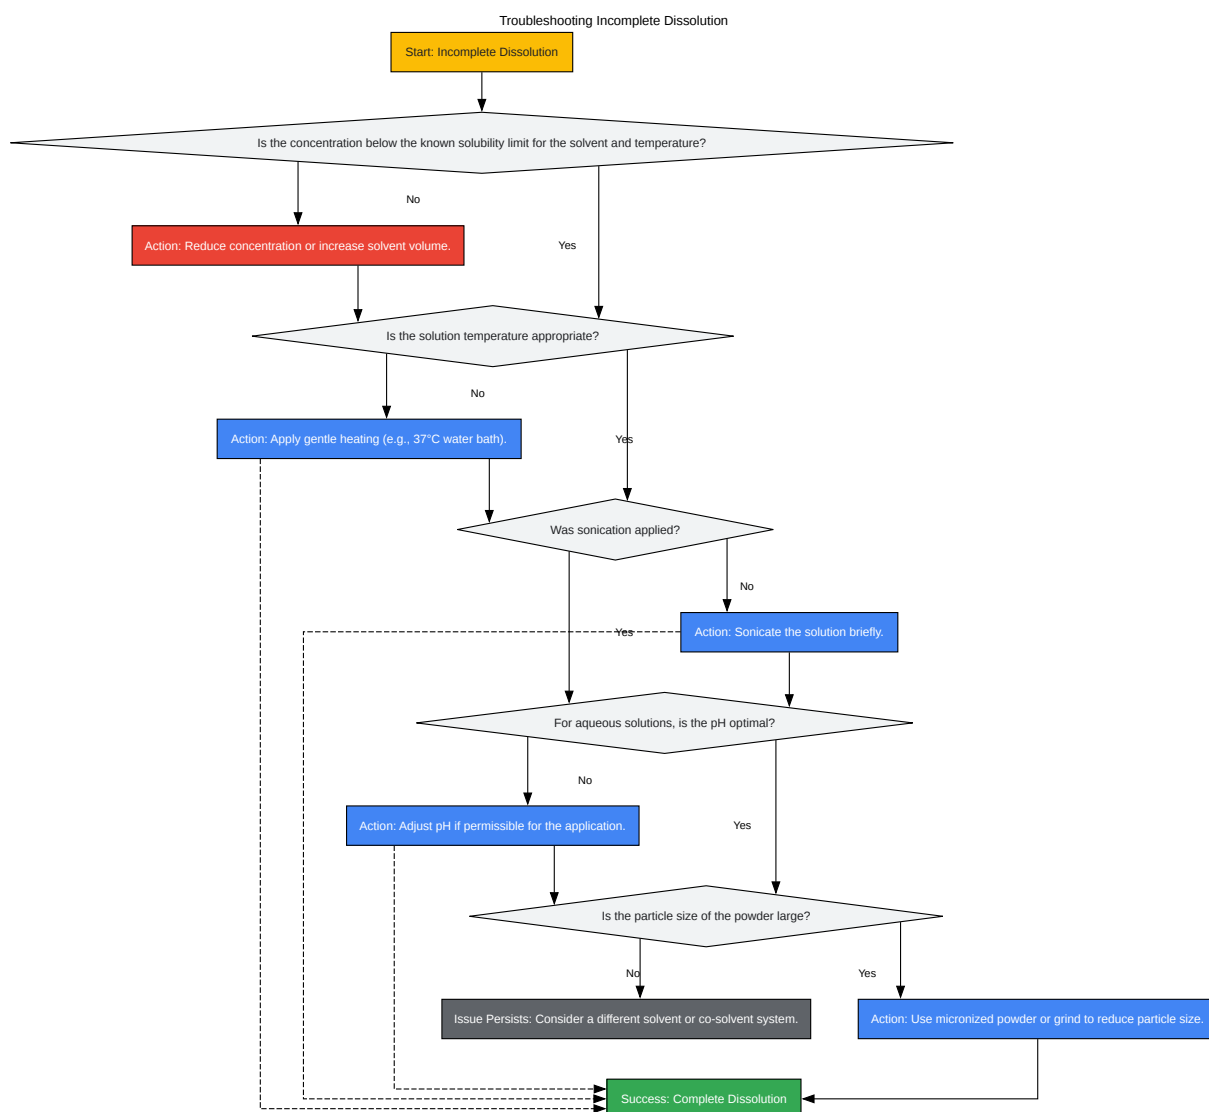 Troubleshooting Incomplete Dissolution
Start: Incomplete Dissolution
Is the concentration below the known solubility limit for the solvent and temperature?
No
Action: Reduce concentration or increase solvent volume.
Yes
Is the solution temperature appropriate?
No
Action: Apply gentle heating (e.g., 37°C water bath).
Yes
Was sonication applied?
No
Yes
Action: Sonicate the solution briefly.
For aqueous solutions, is the pH optimal?
No
Action: Adjust pH if permissible for the application.
Yes
Is the particle size of the powder large?
No
Yes
Issue Persists: Consider a different solvent or co-solvent system.
Action: Use micronized powder or grind to reduce particle size.
Success: Complete Dissolution